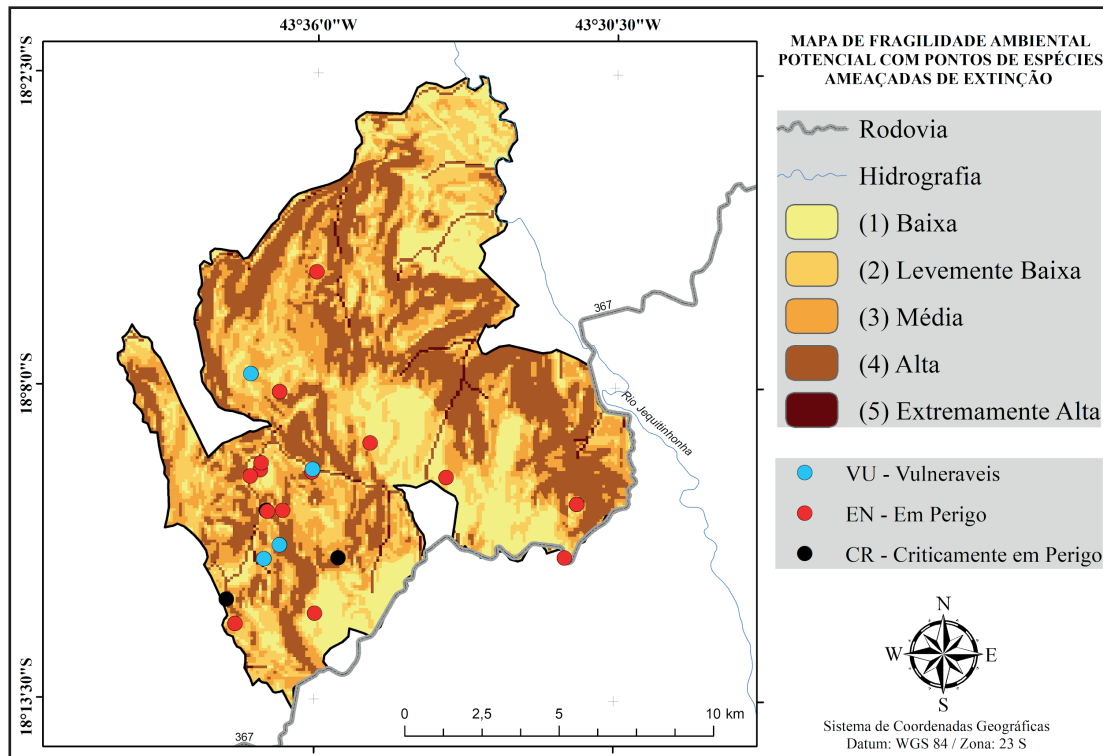 43°36'0"W
43°30'30"W
MAPA DE FRAGILIDADE AMBIENTAL
POTENCIAL COM PONTOS DE ESPÉCIES
AMEAÇADAS DE EXTINÇÃO
18°2'30"S
Rodovia
Hidrografia
(1) Baixa
(2) Levemente Baixa
367
(3) Média
(4) Alta
18°8'0"S
Rio Jequitinhonha
(5) Extremamente Alta
VU - Vulneraveis
EN - Em Perigo
CR - Criticamente em Perigo
18°13'30"S
N
W
E
S
0
2,5
5
10 km
367
Sistema de Coordenadas Geográficas
Datum: WGS 84 / Zona: 23 S